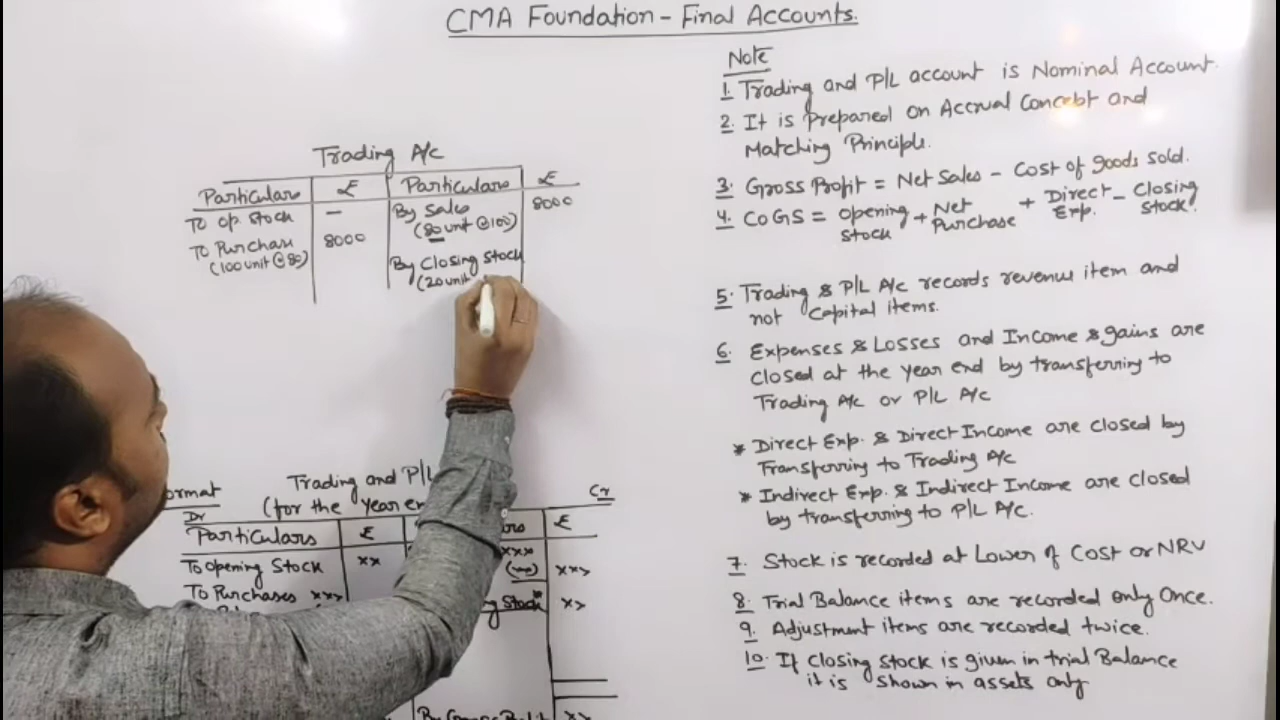 CMA Foundation - Final Accounts.
Trading A/c
Particulars £ Particulars £
To Op. Stock — By Sales 8000
(80 unit @100)
To Purchase 8000
(100 unit @ 80)
By Closing Stock
(20 unit
Format
Trading and P/L
(for the Year en
Dr Cr
Particulars £ £
To Opening Stock xx xxx
To Purchases xxx
Stock xx
By Gross Profit xx
Note
1. Trading and P/L account is Nominal Account.
2. It is Prepared on Accrual Concept and
Matching Principle.
3. Gross Profit = Net Sales - Cost of goods sold.
4. COGS = Opening Stock + Net Purchase + Direct Exp. - Closing Stock.
5. Trading & P/L A/c records revenue item and
not Capital items.
6. Expenses & Losses and Income & gains are
closed at the year end by transferring to
Trading A/c or P/L A/c
* Direct Exp. & Direct Income are closed by
Transferring to Trading A/c
* Indirect Exp. & Indirect Income are closed
by transferring to P/L A/c.
7. Stock is recorded at Lower of Cost or NRV
8. Trial Balance items are recorded only Once.
9. Adjustment items are recorded twice.
10. If Closing Stock is given in trial Balance
it is shown in assets only